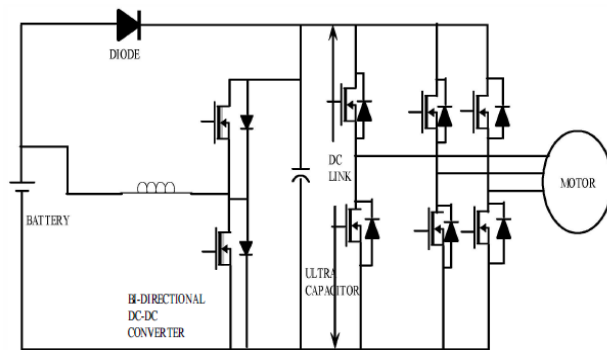 DIODE
DC
LINK
MOTOR
BATTERY
ULTRA
CAPACITOR
BI-DIRECTIONAL
DC-DC
CONVERTER